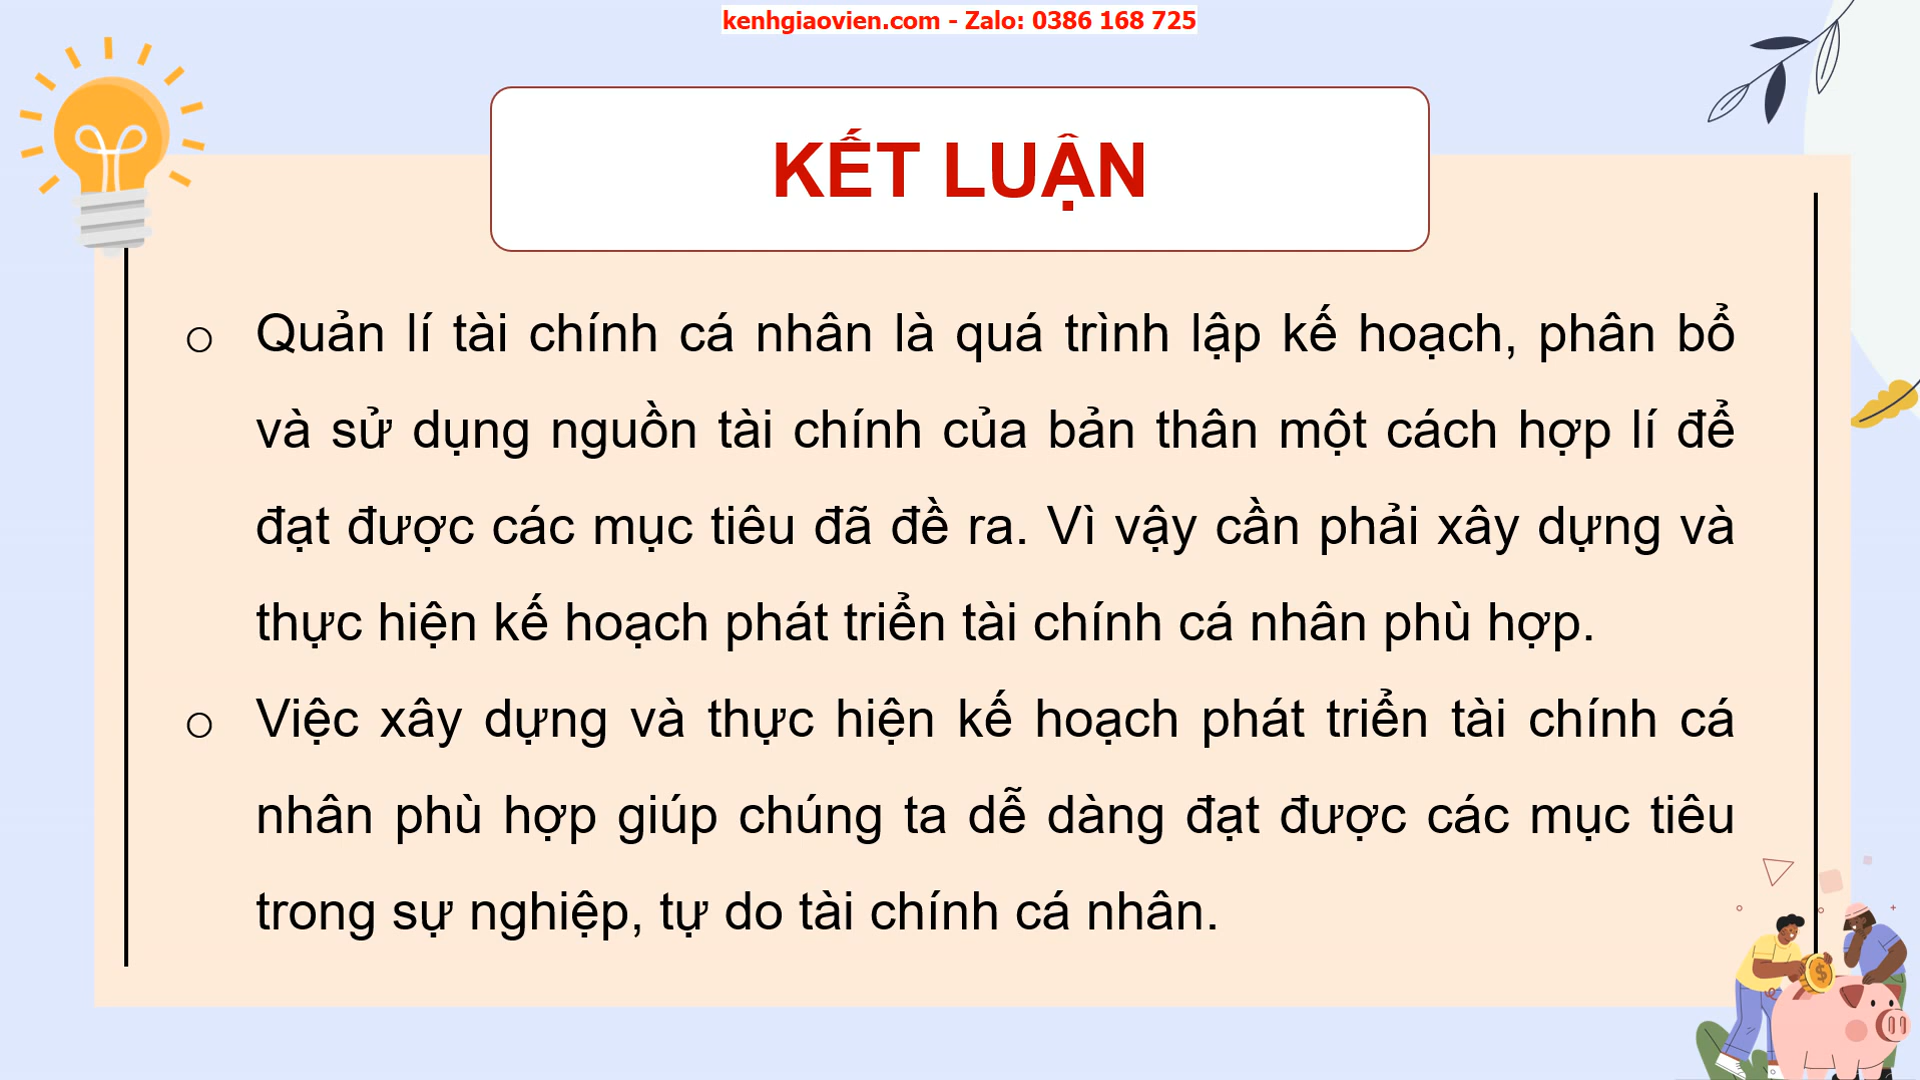 kenhgiaovien.com - Zalo: 0386 168 725
KẾT LUẬN
o Quản lí tài chính cá nhân là quá trình lập kế hoạch, phân bổ
và sử dụng nguồn tài chính của bản thân một cách hợp lí để
đạt được các mục tiêu đã đề ra. Vì vậy cần phải xây dựng và
thực hiện kế hoạch phát triển tài chính cá nhân phù hợp.
o Việc xây dựng và thực hiện kế hoạch phát triển tài chính cá
nhân phù hợp giúp chúng ta dễ dàng đạt được các mục tiêu
trong sự nghiệp, tự do tài chính cá nhân.
$